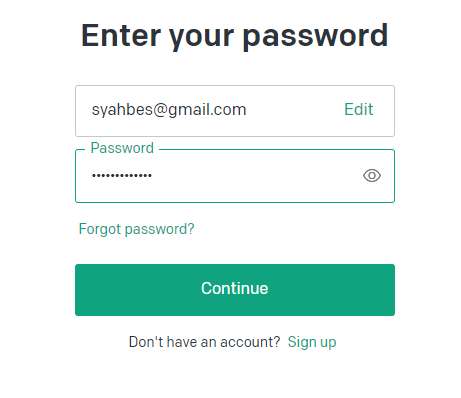 Enter your password
syahbes@gmail.com Edit
Password
•••••••••••••
Forgot password?
Continue
Don't have an account? Sign up